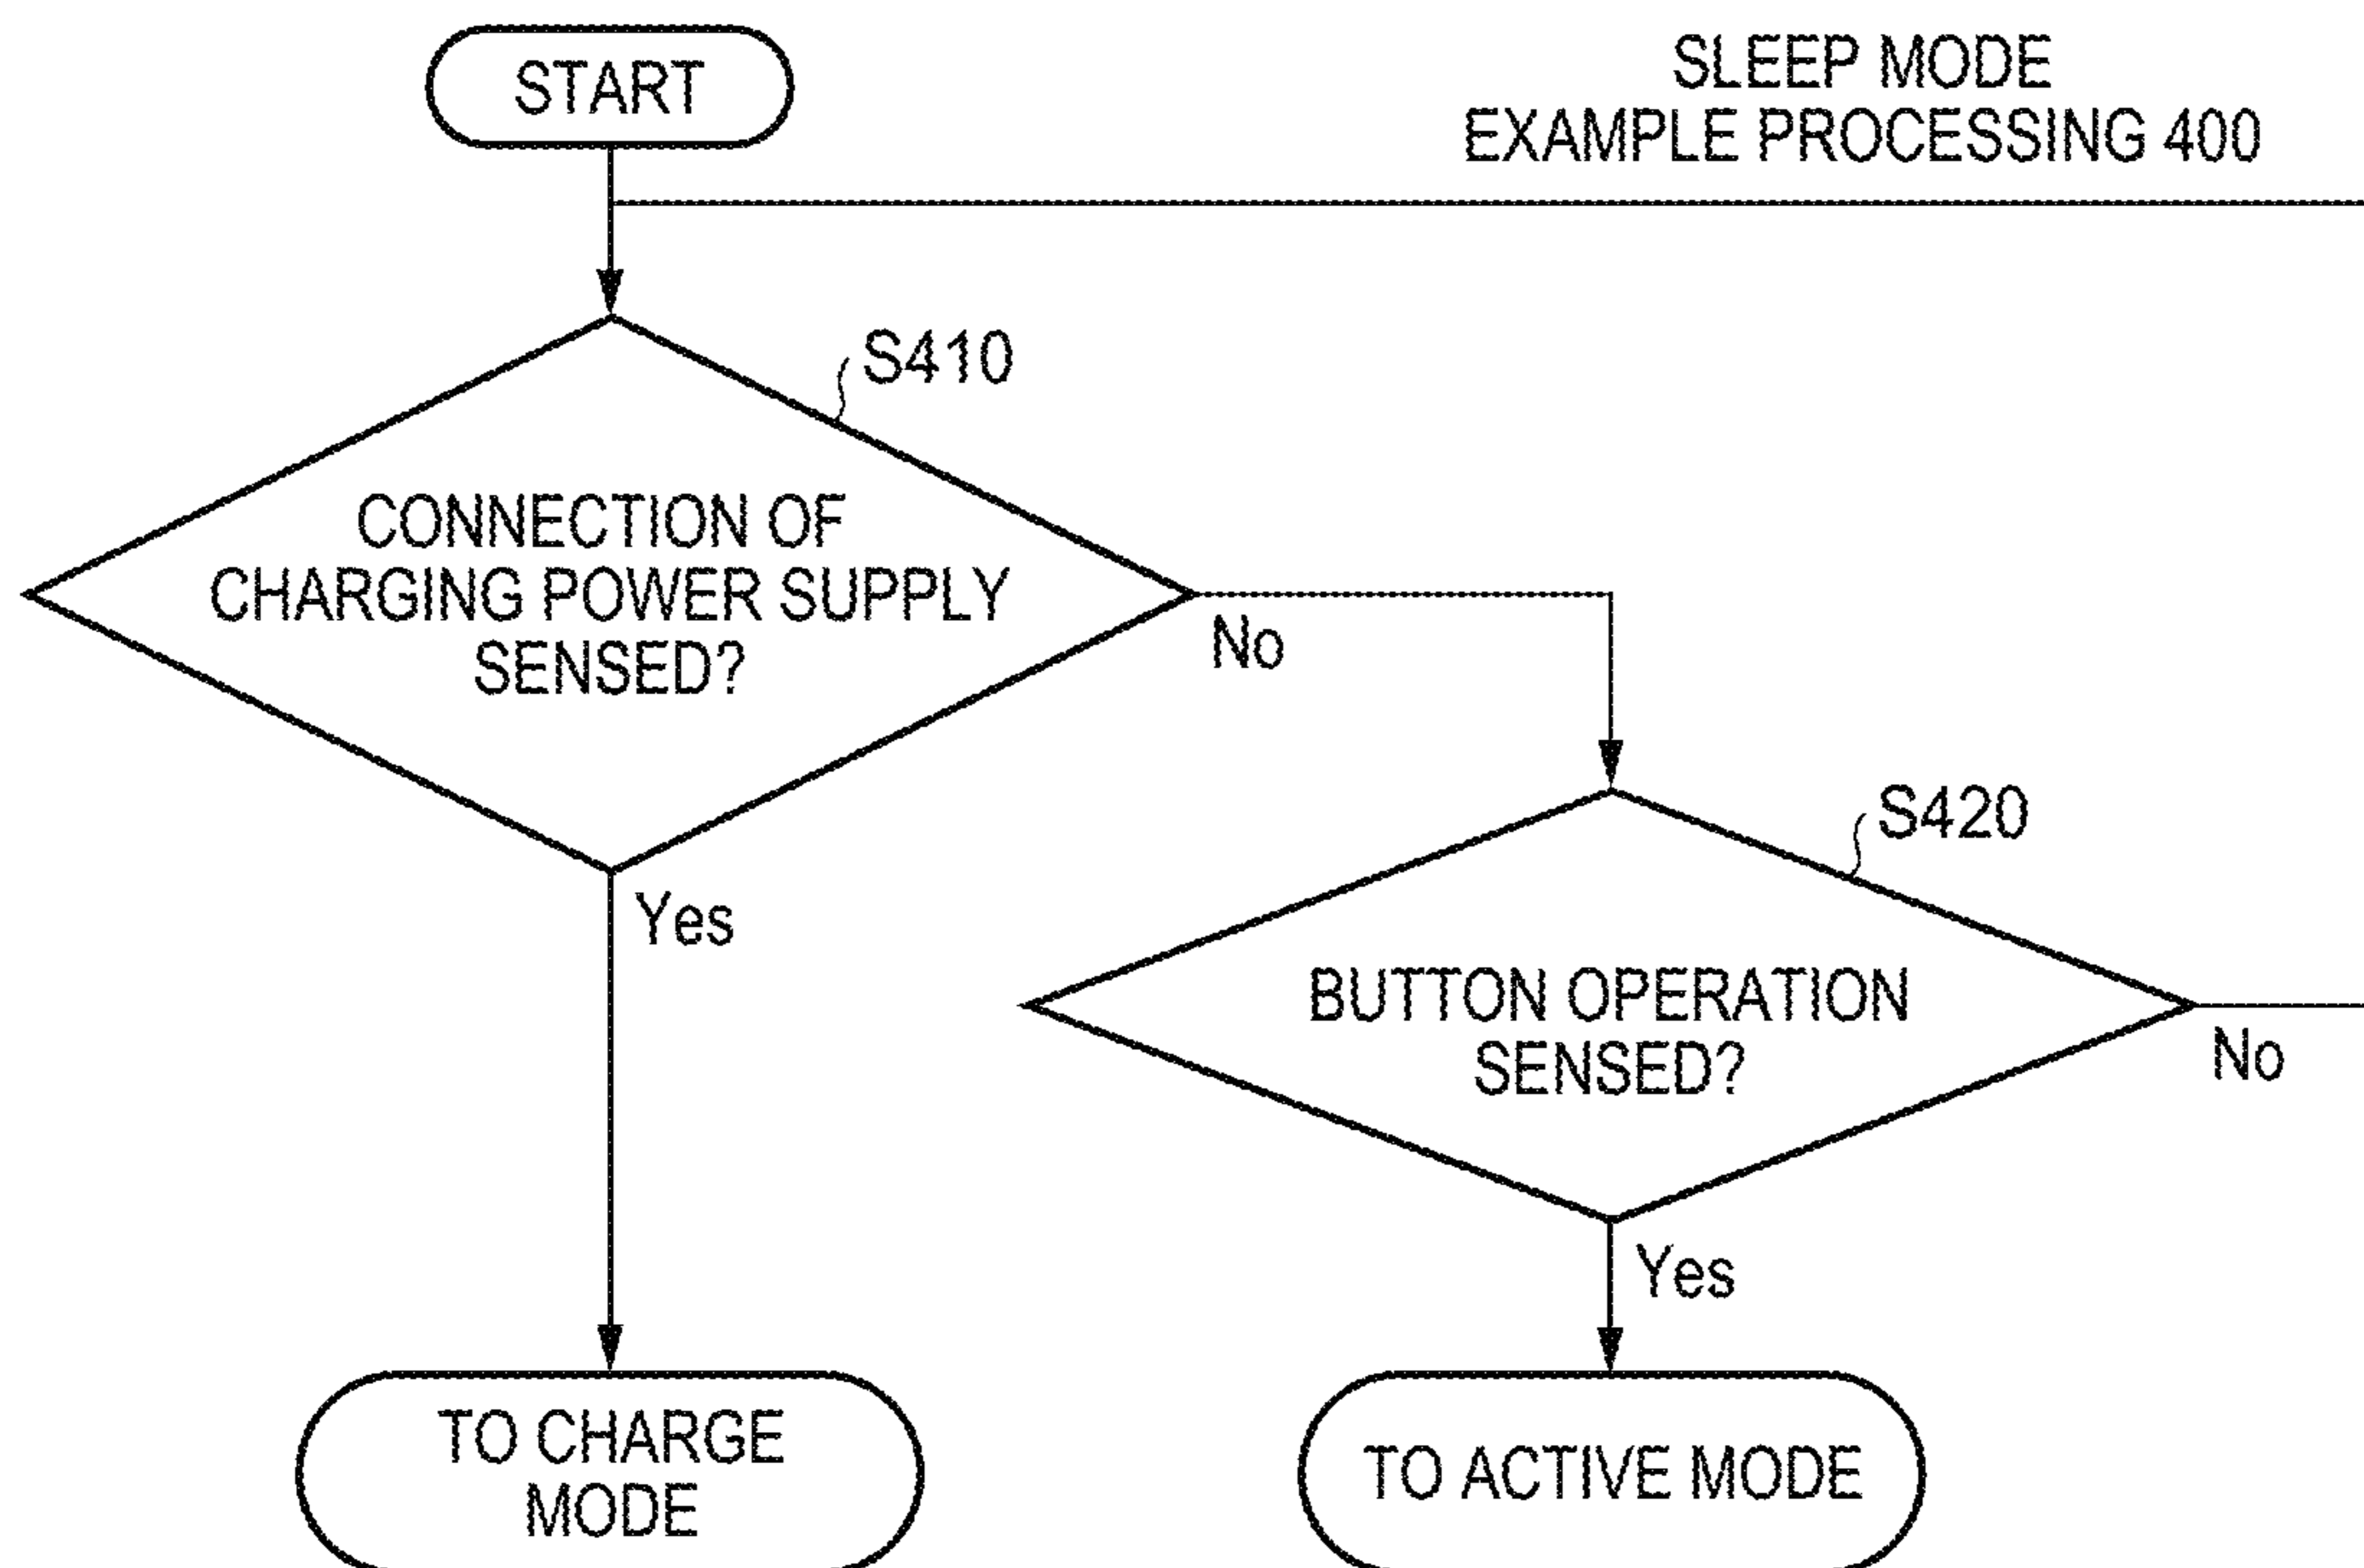 START
SLEEP MODE
EXAMPLE PROCESSING 400
S410
CONNECTION OF
CHARGING POWER SUPPLY
SENSED?
No
Yes
S420
BUTTON OPERATION
SENSED?
No
Yes
TO CHARGE
MODE
TO ACTIVE MODE